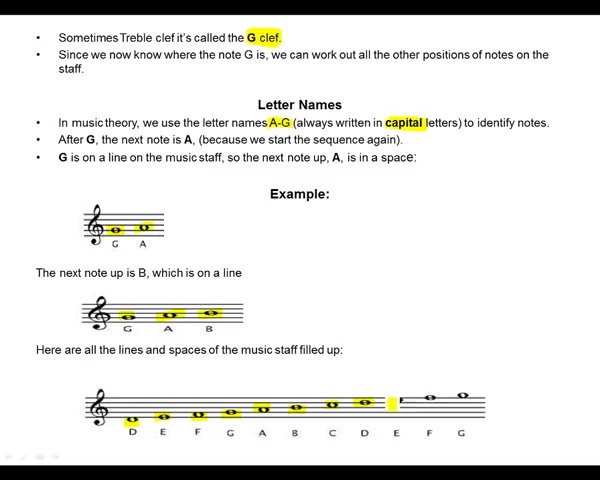 • Sometimes Treble clef it's called the G clef.
• Since we now know where the note G is, we can work out all the other positions of notes on the
staff.
Letter Names
• In music theory, we use the letter names A-G (always written in capital letters) to identify notes.
• After G, the next note is A, (because we start the sequence again).
• G is on a line on the music staff, so the next note up, A, is in a space:
Example:
G A
The next note up is B, which is on a line
G A B
Here are all the lines and spaces of the music staff filled up:
D E F G A B C D E F G